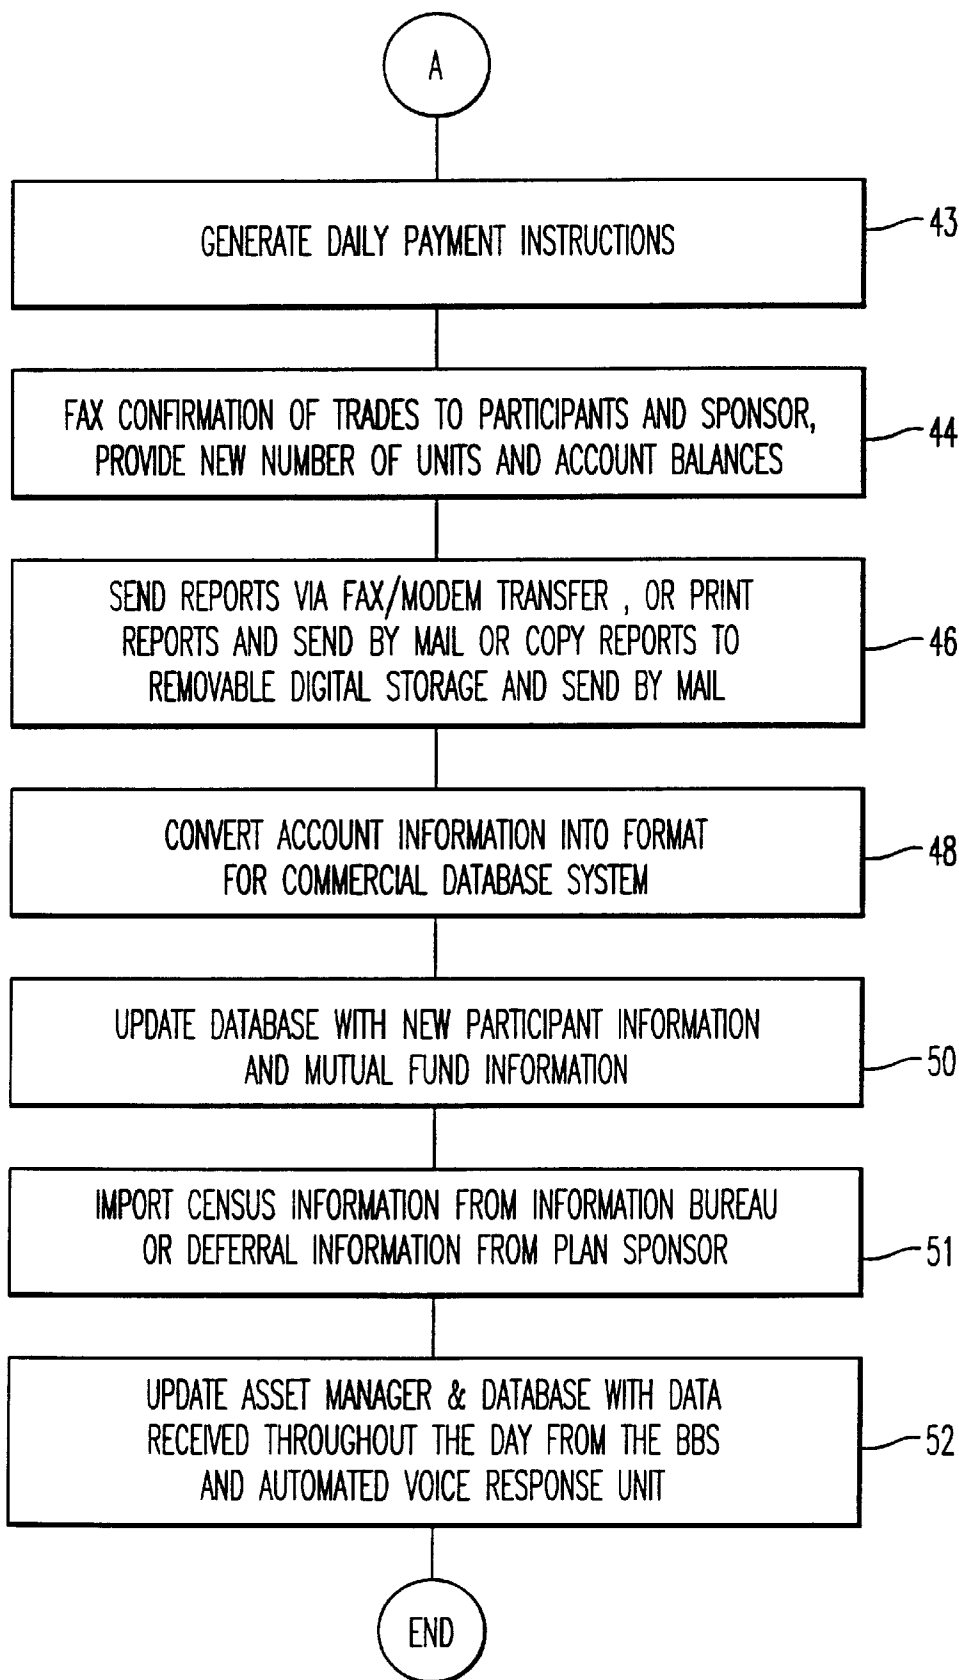 A
GENERATE DAILY PAYMENT INSTRUCTIONS
43
FAX CONFIRMATION OF TRADES TO PARTICIPANTS AND SPONSOR,
PROVIDE NEW NUMBER OF UNITS AND ACCOUNT BALANCES
44
SEND REPORTS VIA FAX/MODEM TRANSFER , OR PRINT
REPORTS AND SEND BY MAIL OR COPY REPORTS TO
REMOVABLE DIGITAL STORAGE AND SEND BY MAIL
46
CONVERT ACCOUNT INFORMATION INTO FORMAT
FOR COMMERCIAL DATABASE SYSTEM
48
UPDATE DATABASE WITH NEW PARTICIPANT INFORMATION
AND MUTUAL FUND INFORMATION
50
IMPORT CENSUS INFORMATION FROM INFORMATION BUREAU
OR DEFERRAL INFORMATION FROM PLAN SPONSOR
51
UPDATE ASSET MANAGER & DATABASE WITH DATA
RECEIVED THROUGHOUT THE DAY FROM THE BBS
AND AUTOMATED VOICE RESPONSE UNIT
52
END